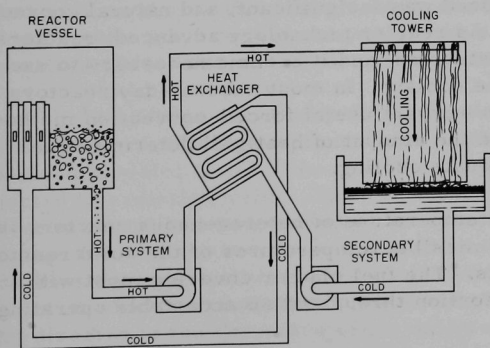 REACTOR
VESSEL
COOLING
TOWER
HOT
HOT
HEAT
EXCHANGER
COOLING
HOT
PRIMARY
SYSTEM
HOT
COLD
COLD
SECONDARY
SYSTEM
COLD
COLD
COLD